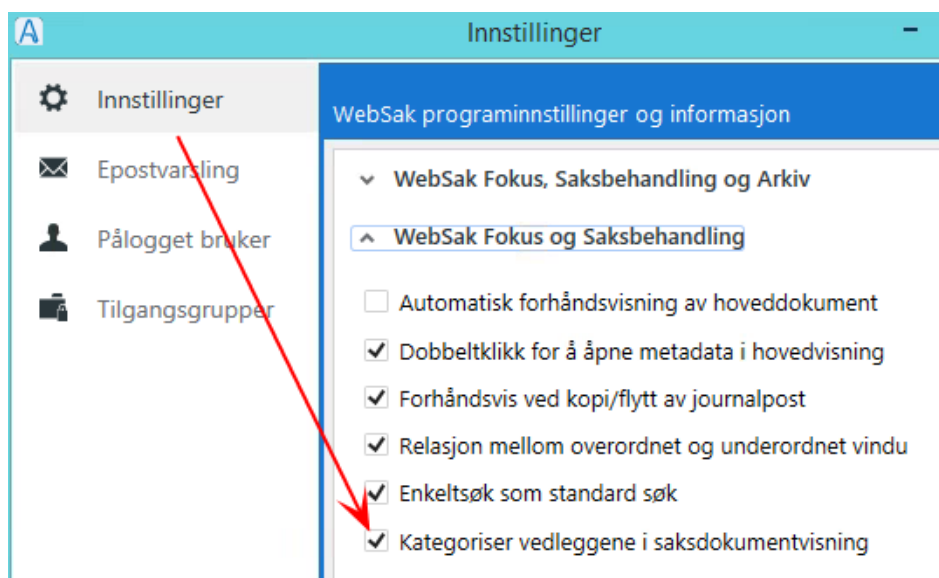 Innstillinger
Innstillinger
Epostvarsling
Pålogget bruker
Tilgangsgrupper
WebSak programinnstillinger og informasjon
WebSak Fokus, Saksbehandling og Arkiv
WebSak Fokus og Saksbehandling
Automatisk forhåndsvisning av hoveddokument
Dobbeltklikk for å åpne metadata i hovedvisning
Forhåndsvis ved kopi/flytt av journalpost
Relasjon mellom overordnet og underordnet vindu
Enkeltsøk som standard søk
Kategoriser vedleggene i saksdokumentvisning